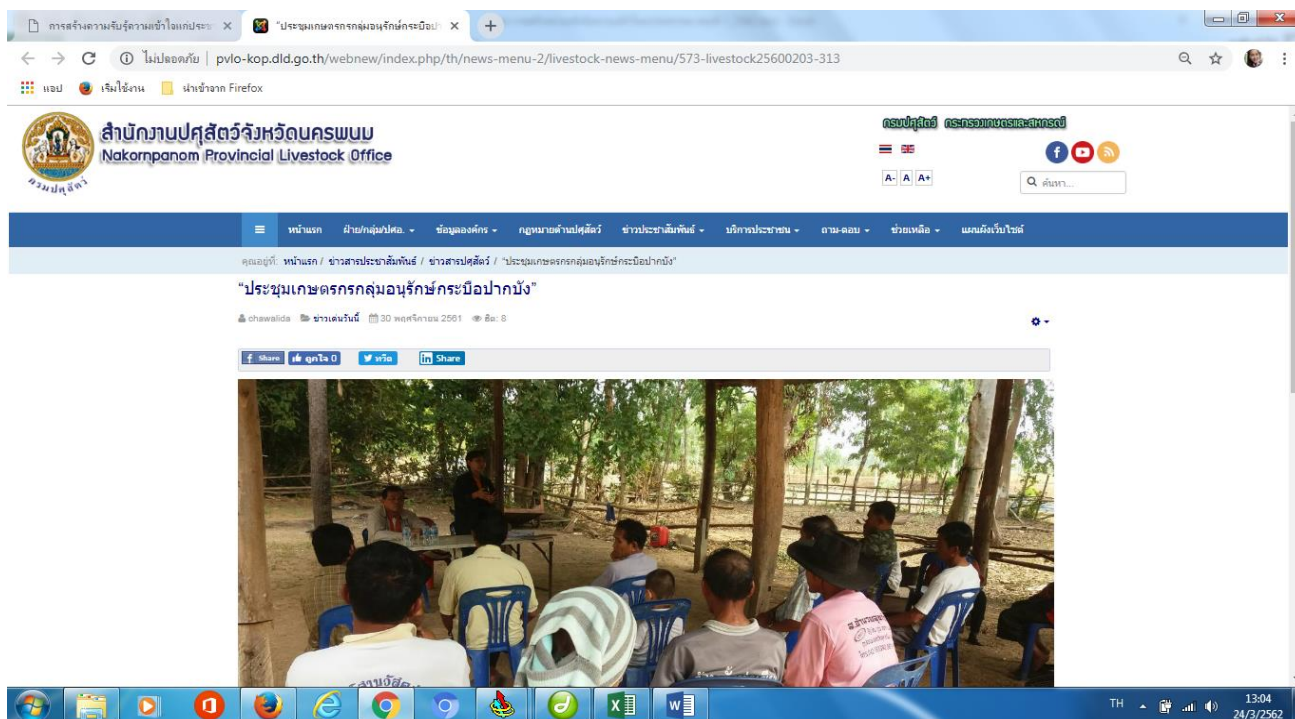 การสร้างความรับรู้ความเข้าใจแก่ประช
"ประชุมเกษตรกรกลุ่มอนุรักษ์กระบือปา
ไม่ปลอดภัย | pvlo-kop.dld.go.th/webnew/index.php/th/news-menu-2/livestock-news-menu/573-livestock25600203-313
แอป เริ่มใช้งาน นำเข้าจาก Firefox
สำนักงานปศุสัตว์จังหวัดนครพนม
Nakornpanom Provincial Livestock Office
กรมปศุสัตว์
กรมปศุสัตว์ กระทรวงเกษตรและสหกรณ์
A- A A+
ค้นหา...
หน้าแรก ฝ่าย/กลุ่ม/ปศอ. ข้อมูลองค์กร กฎหมายด้านปศุสัตว์ ข่าวประชาสัมพันธ์ บริการประชาชน ถาม-ตอบ ช่วยเหลือ แผนผังเว็บไซต์
คุณอยู่ที่: หน้าแรก / ข่าวสารประชาสัมพันธ์ / ข่าวสารปศุสัตว์ / "ประชุมเกษตรกรกลุ่มอนุรักษ์กระบือปากบัง"
"ประชุมเกษตรกรกลุ่มอนุรักษ์กระบือปากบัง"
chawalida ข่าวเด่นวันนี้ 30 พฤศจิกายน 2561 ฮิต: 8
Share ถูกใจ 0 ทวีต Share
TH 13:04
24/3/2562